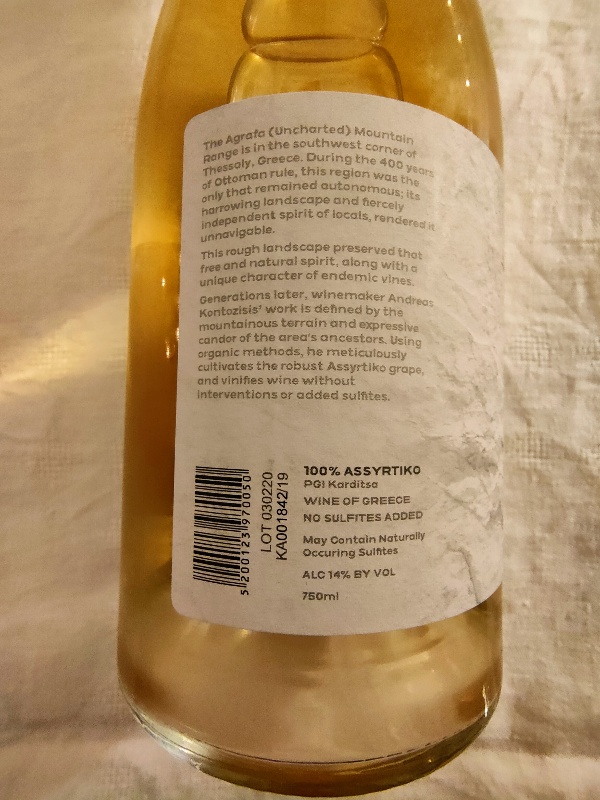 The Agrafa (Uncharted) Mountain
Range is in the southwest corner of
Thessaly, Greece. During the 400 years
of Ottoman rule, this region was the
only that remained autonomous; its
harrowing landscape and fiercely
independent spirit of locals, rendered it
unnavigable.
This rough landscape preserved that
free and natural spirit, along with a
unique character of endemic vines.
Generations later, winemaker Andreas
Kontozisis' work is defined by the
mountainous terrain and expressive
candor of the area's ancestors. Using
organic methods, he meticulously
cultivates the robust Assyrtiko grape,
and vinifies wine without
interventions or added sulfites.
5 200123 970050
LOT 030220
KA001842/19
100% ASSYRTIKO
PGI Karditsa
WINE OF GREECE
NO SULFITES ADDED
May Contain Naturally
Occuring Sulfites
ALC 14% BY VOL
750ml